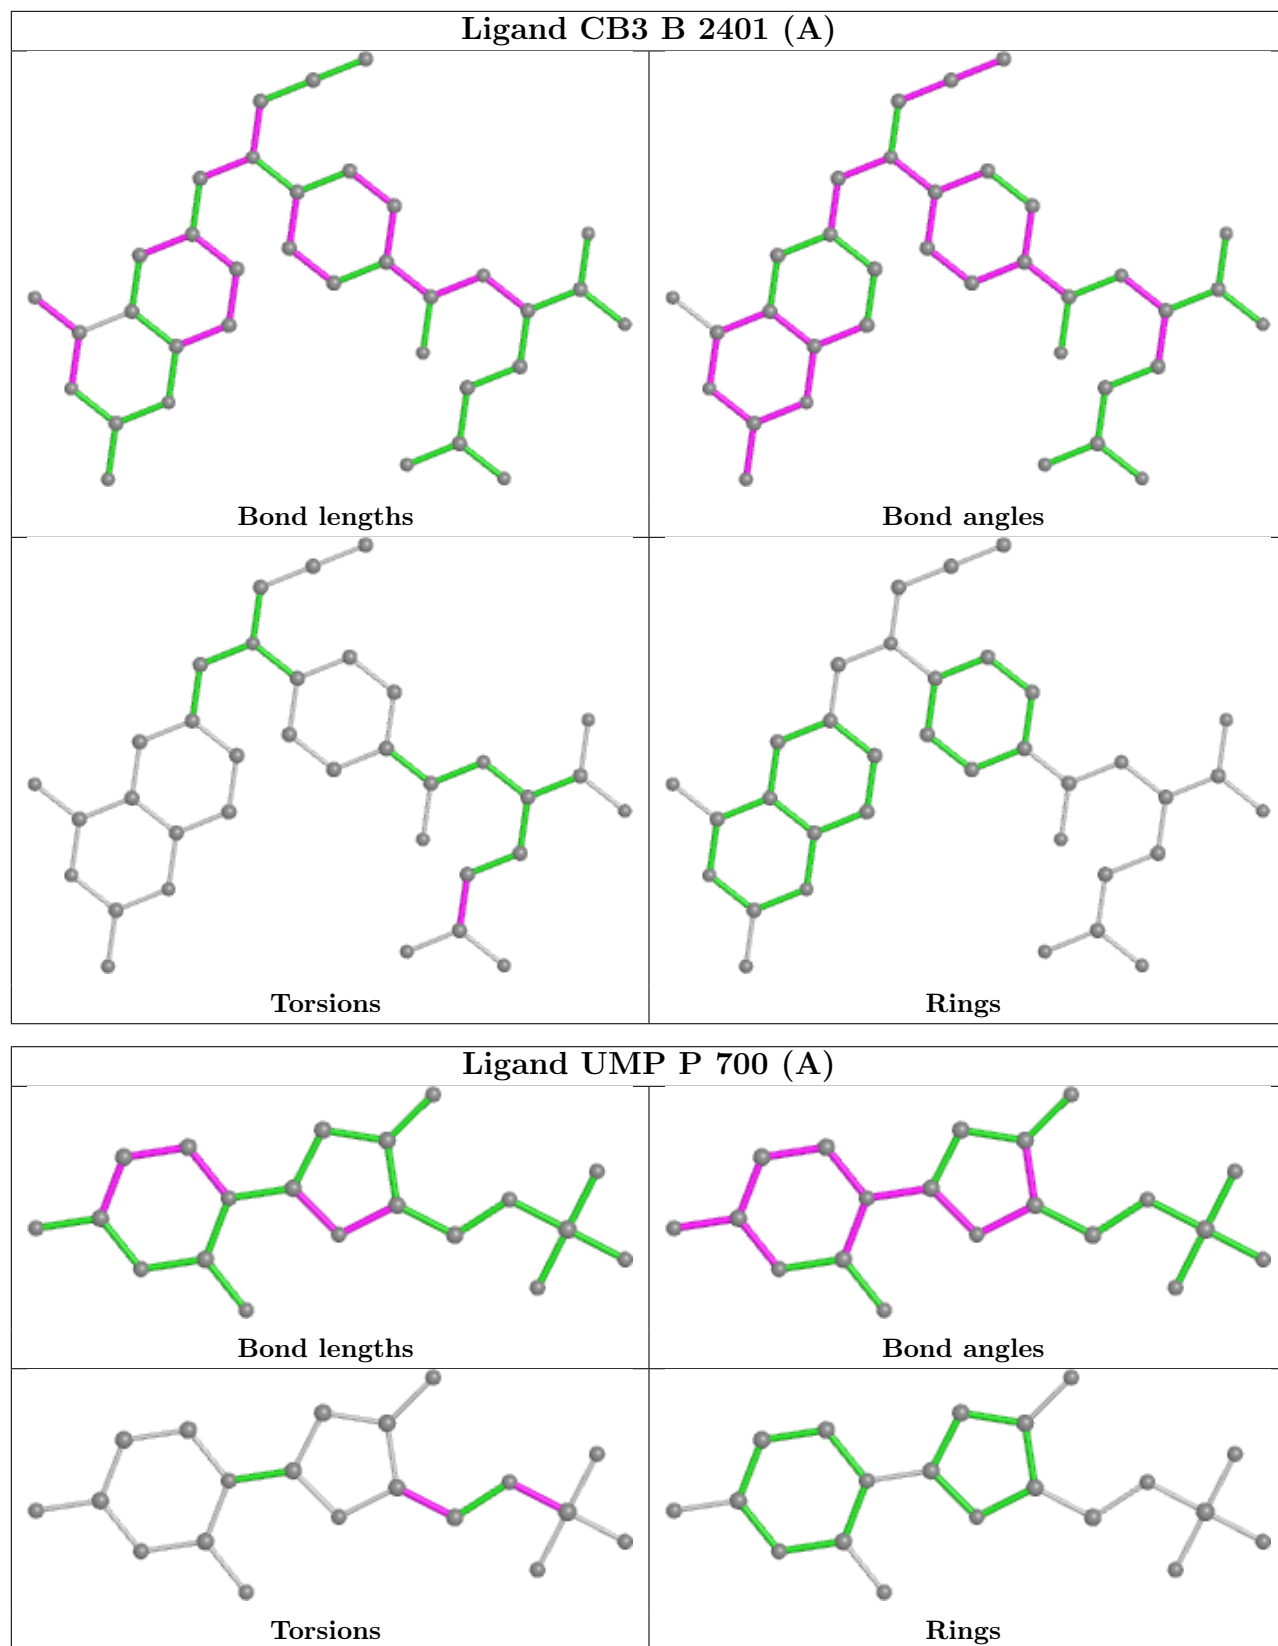 Ligand CB3 B 2401 (A)
Bond lengths
Bond angles
Torsions
Rings
Ligand UMP P 700 (A)
Bond lengths
Bond angles
Torsions
Rings